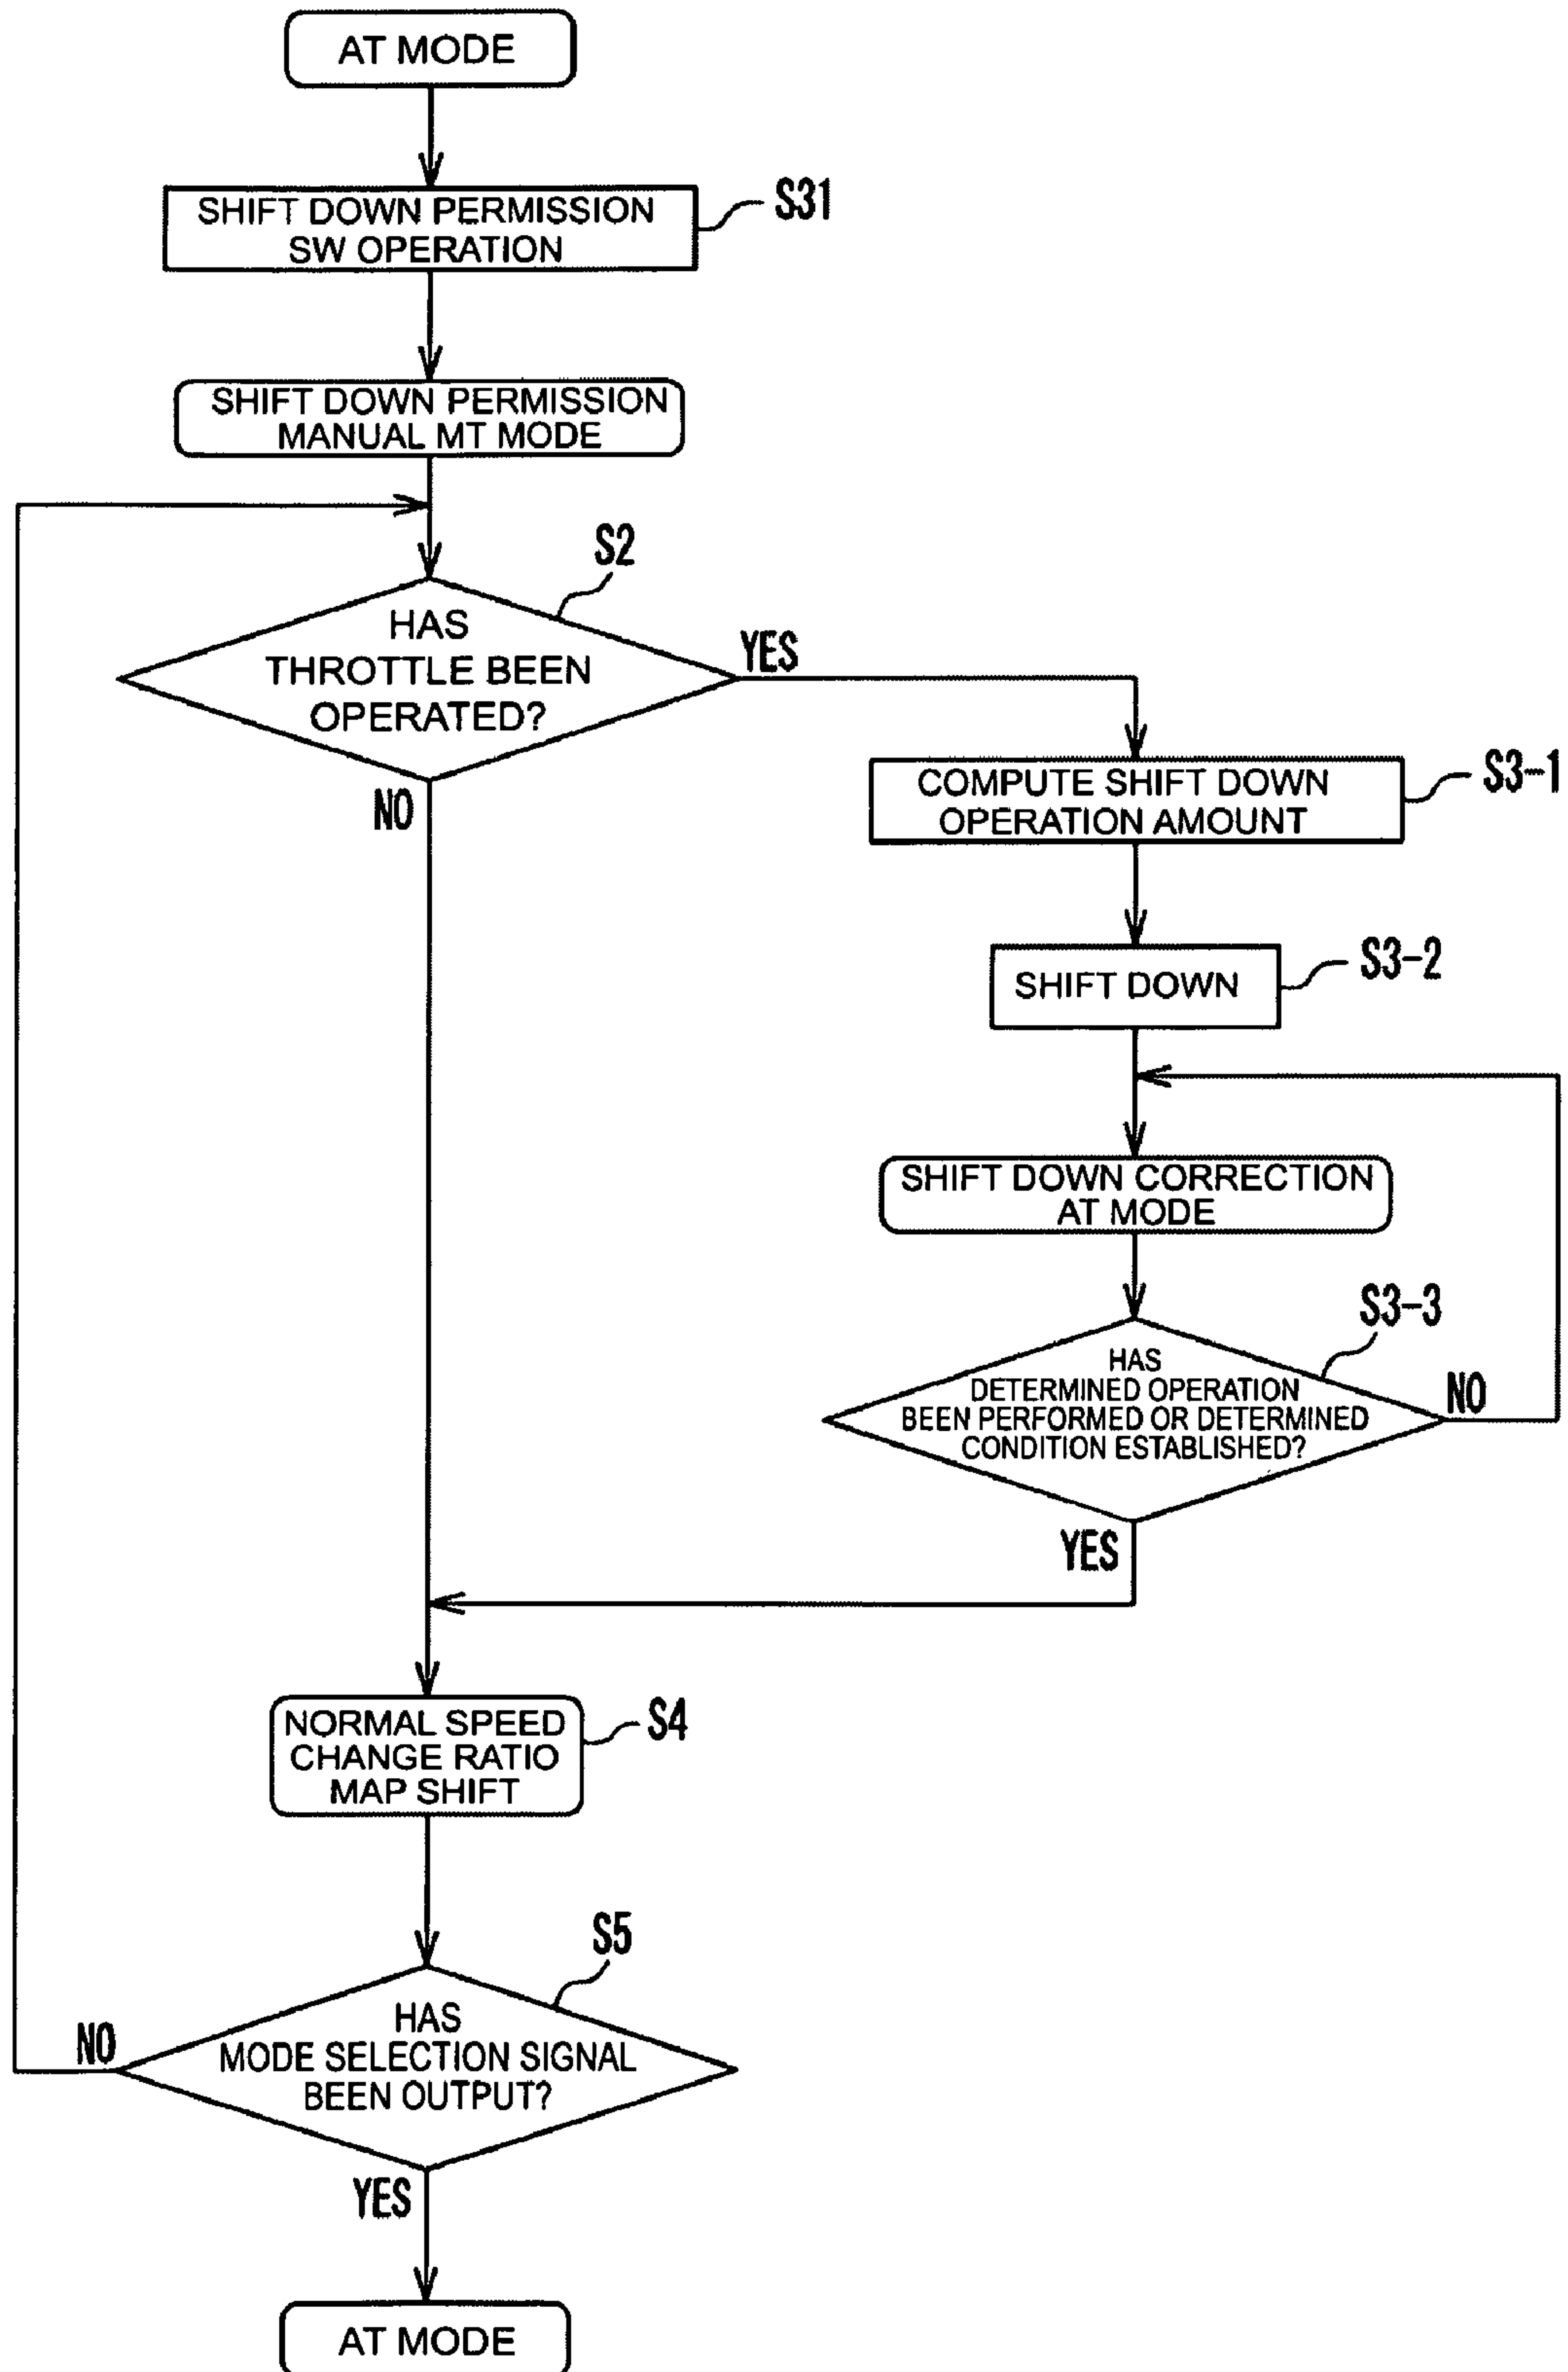 AT MODE
SHIFT DOWN PERMISSION
SW OPERATION
S31
SHIFT DOWN PERMISSION
MANUAL MT MODE
S2
HAS
THROTTLE BEEN
OPERATED?
YES
NO
COMPUTE SHIFT DOWN
OPERATION AMOUNT
S3-1
SHIFT DOWN
S3-2
SHIFT DOWN CORRECTION
AT MODE
S3-3
HAS
DETERMINED OPERATION
BEEN PERFORMED OR DETERMINED
CONDITION ESTABLISHED?
NO
YES
NORMAL SPEED
CHANGE RATIO
MAP SHIFT
S4
S5
HAS
MODE SELECTION SIGNAL
BEEN OUTPUT?
NO
YES
AT MODE